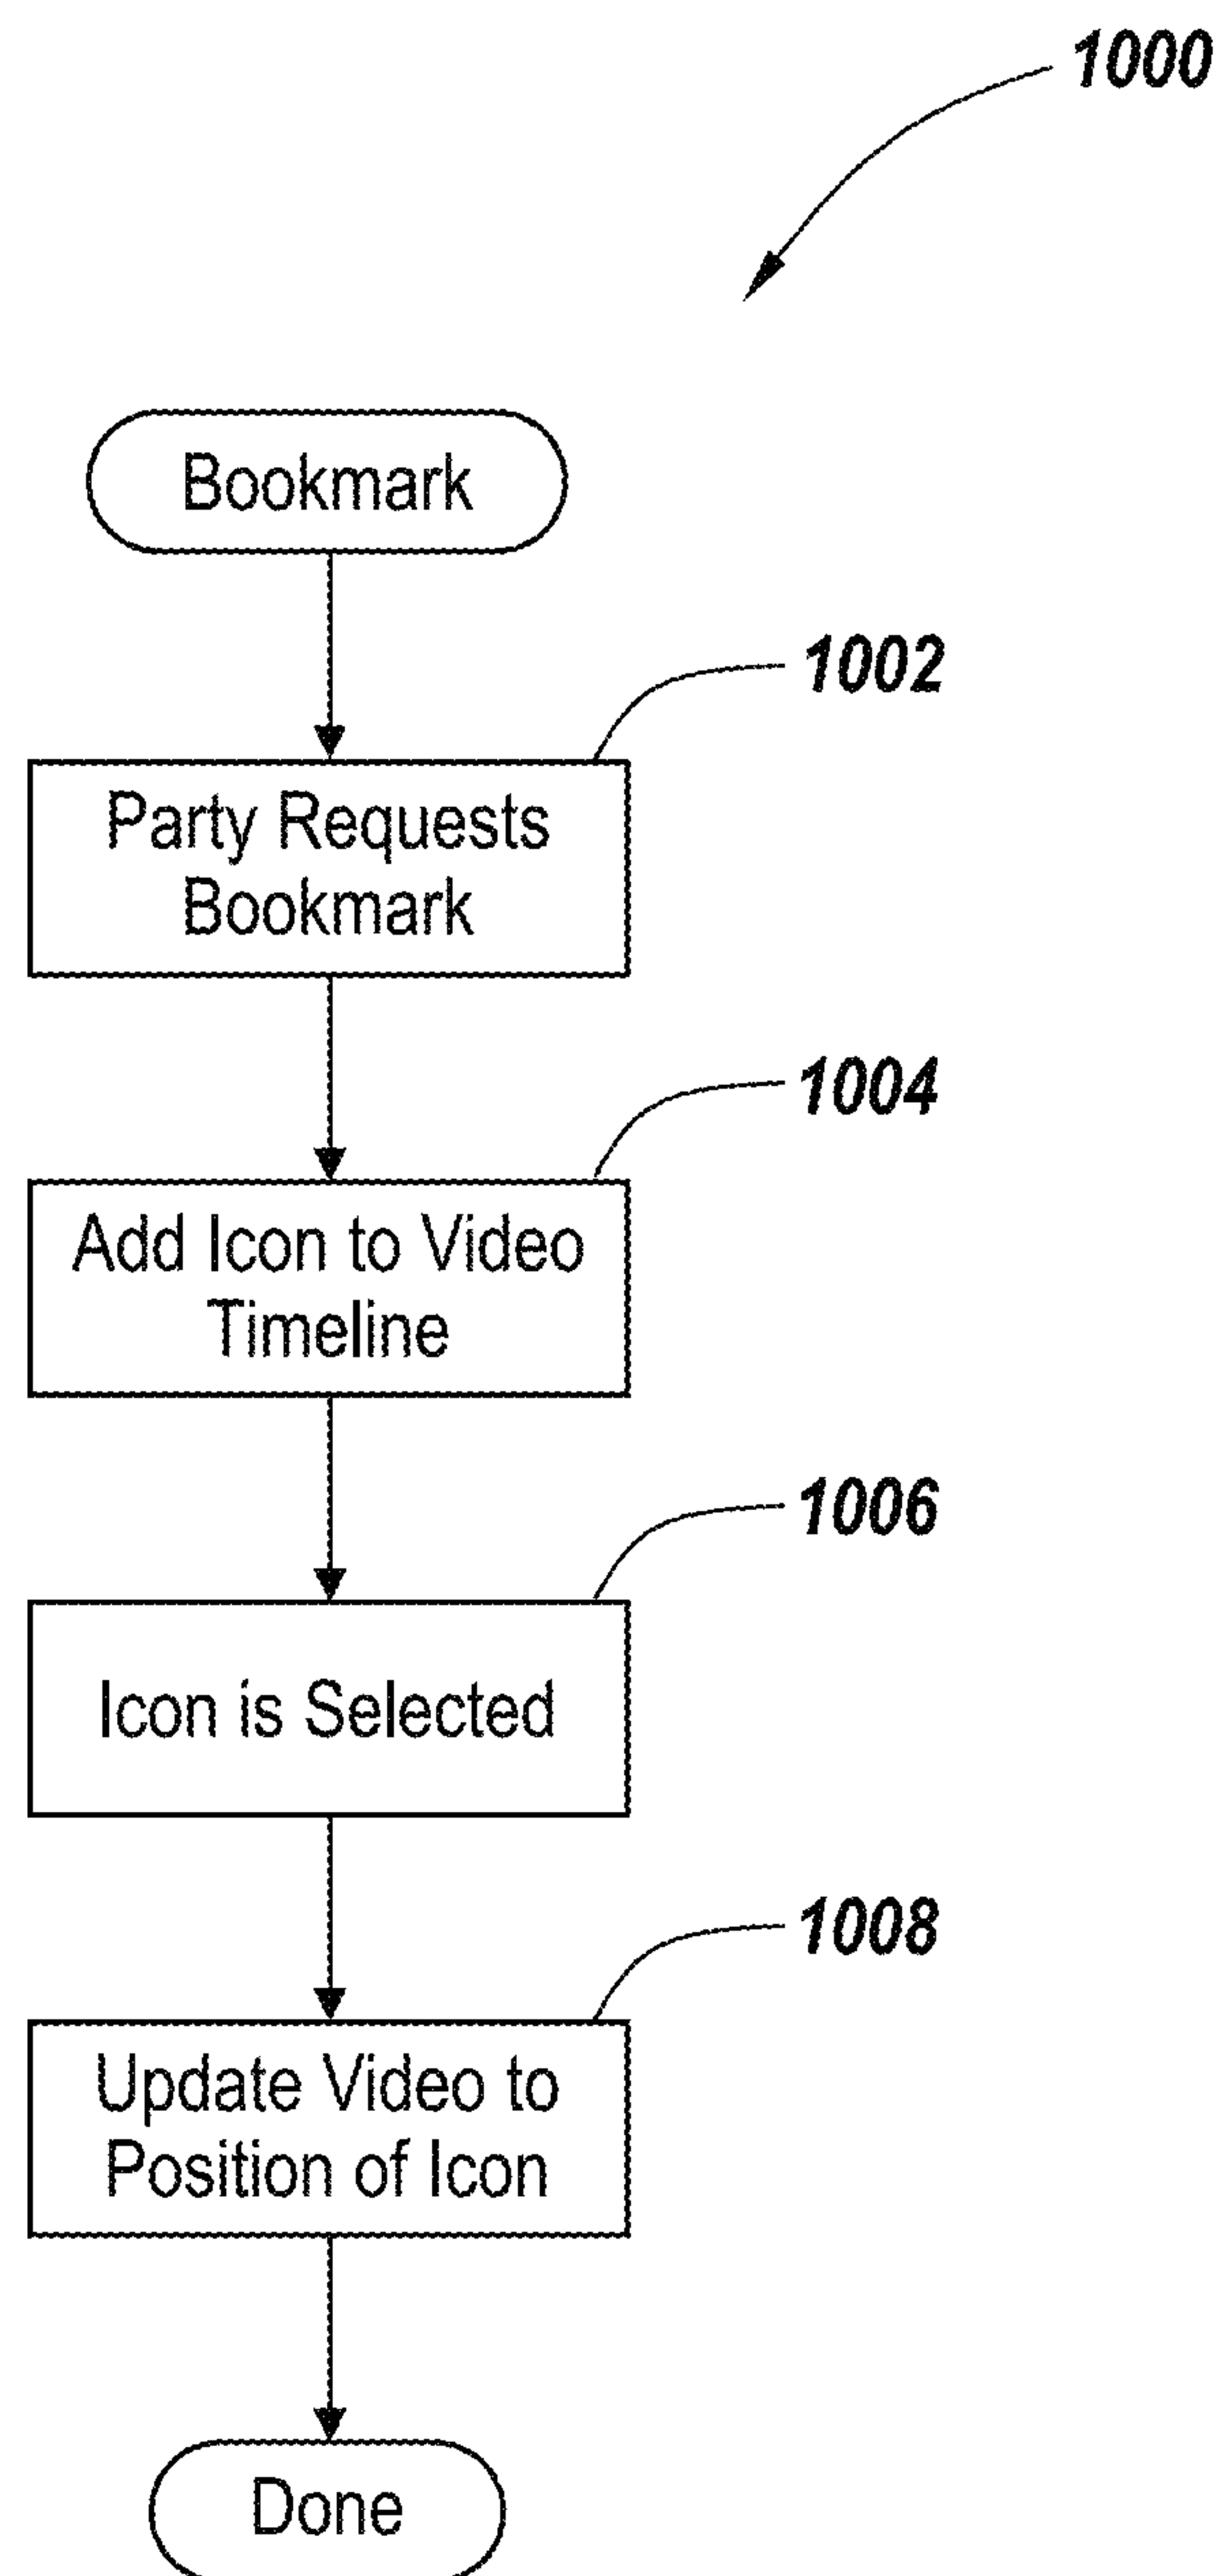 1000
Bookmark
1002
Party Requests
Bookmark
1004
Add Icon to Video
Timeline
1006
Icon is Selected
1008
Update Video to
Position of Icon
Done